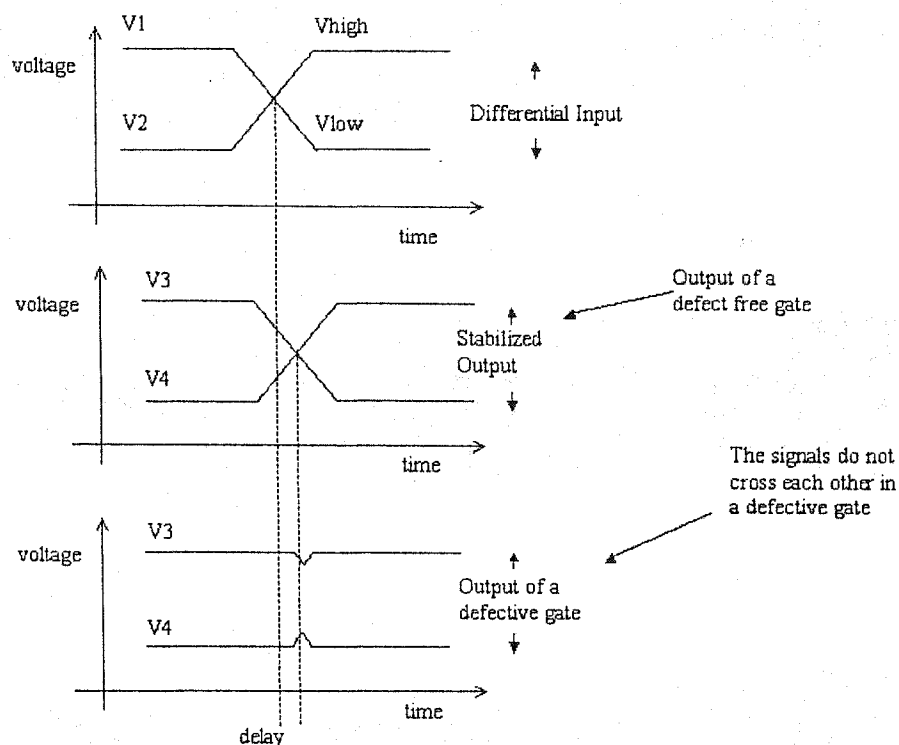 V1
Vhigh
voltage
V2
Vlow
Differential Input
time
V3
voltage
V4
Stabilized
Output
Output of a
defect free gate
time
The signals do not
cross each other in
a defective gate
V3
voltage
V4
Output of a
defective gate
time
delay